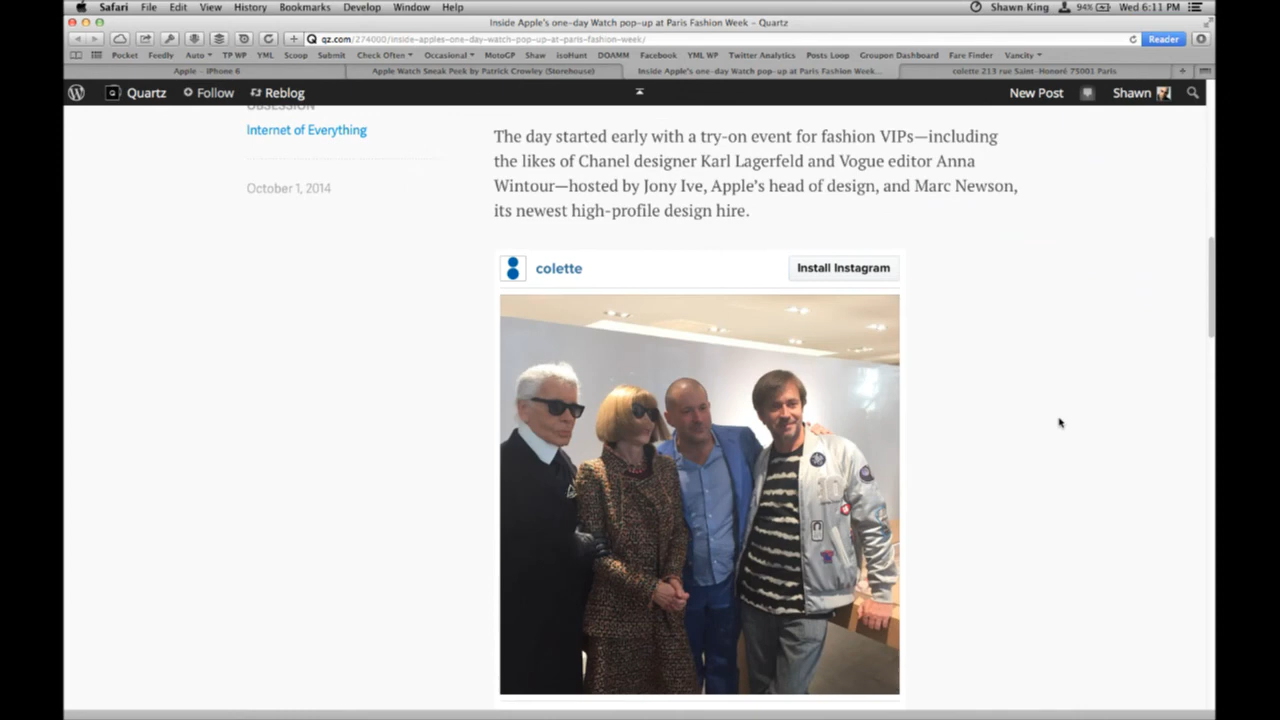 Safari File Edit View History Bookmarks Develop Window Help Shawn King 94% Wed 6:11 PM
Inside Apple's one-day Watch pop-up at Paris Fashion Week – Quartz
qz.com/274000/inside-apples-one-day-watch-pop-up-at-paris-fashion-week/ Reader
Pocket Feedly Auto TP WP YML Scoop Submit Check Often Occasional MotoGP Shaw isoHunt DOAMM Facebook YML WP Twitter Analytics Posts Loop Groupon Dashboard Fare Finder Vancity
Apple – iPhone 6 Apple Watch Sneak Peek by Patrick Crowley (Storehouse) Inside Apple's one-day Watch pop-up at Paris Fashion Week... colette 213 rue Saint-Honoré 75001 Paris
Quartz Follow Reblog New Post Shawn
OBSESSION
Internet of Everything
October 1, 2014
The day started early with a try-on event for fashion VIPs—including
the likes of Chanel designer Karl Lagerfeld and Vogue editor Anna
Wintour—hosted by Jony Ive, Apple's head of design, and Marc Newson,
its newest high-profile design hire.
colette Install Instagram
10